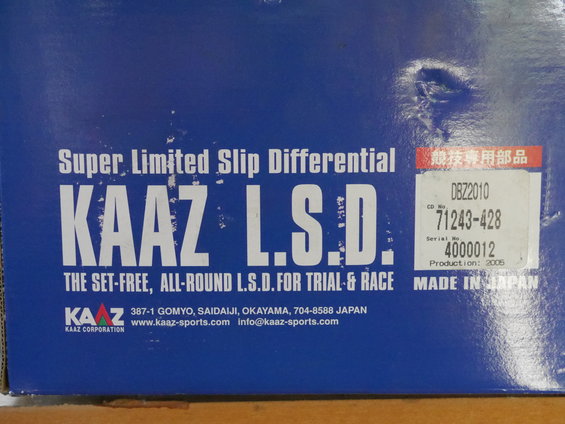 Super Limited Slip Differential
KAAZ L.S.D.
THE SET-FREE, ALL-ROUND L.S.D. FOR TRIAL & RACE
競技専用部品
DBZ2010
CD No.
71243-428
Serial No.
4000012
Production: 2005
MADE IN JAPAN
KAAZ
KAAZ CORPORATION
387-1 GOMYO, SAIDAIJI, OKAYAMA, 704-8588 JAPAN
www.kaaz-sports.com info@kaaz-sports.com